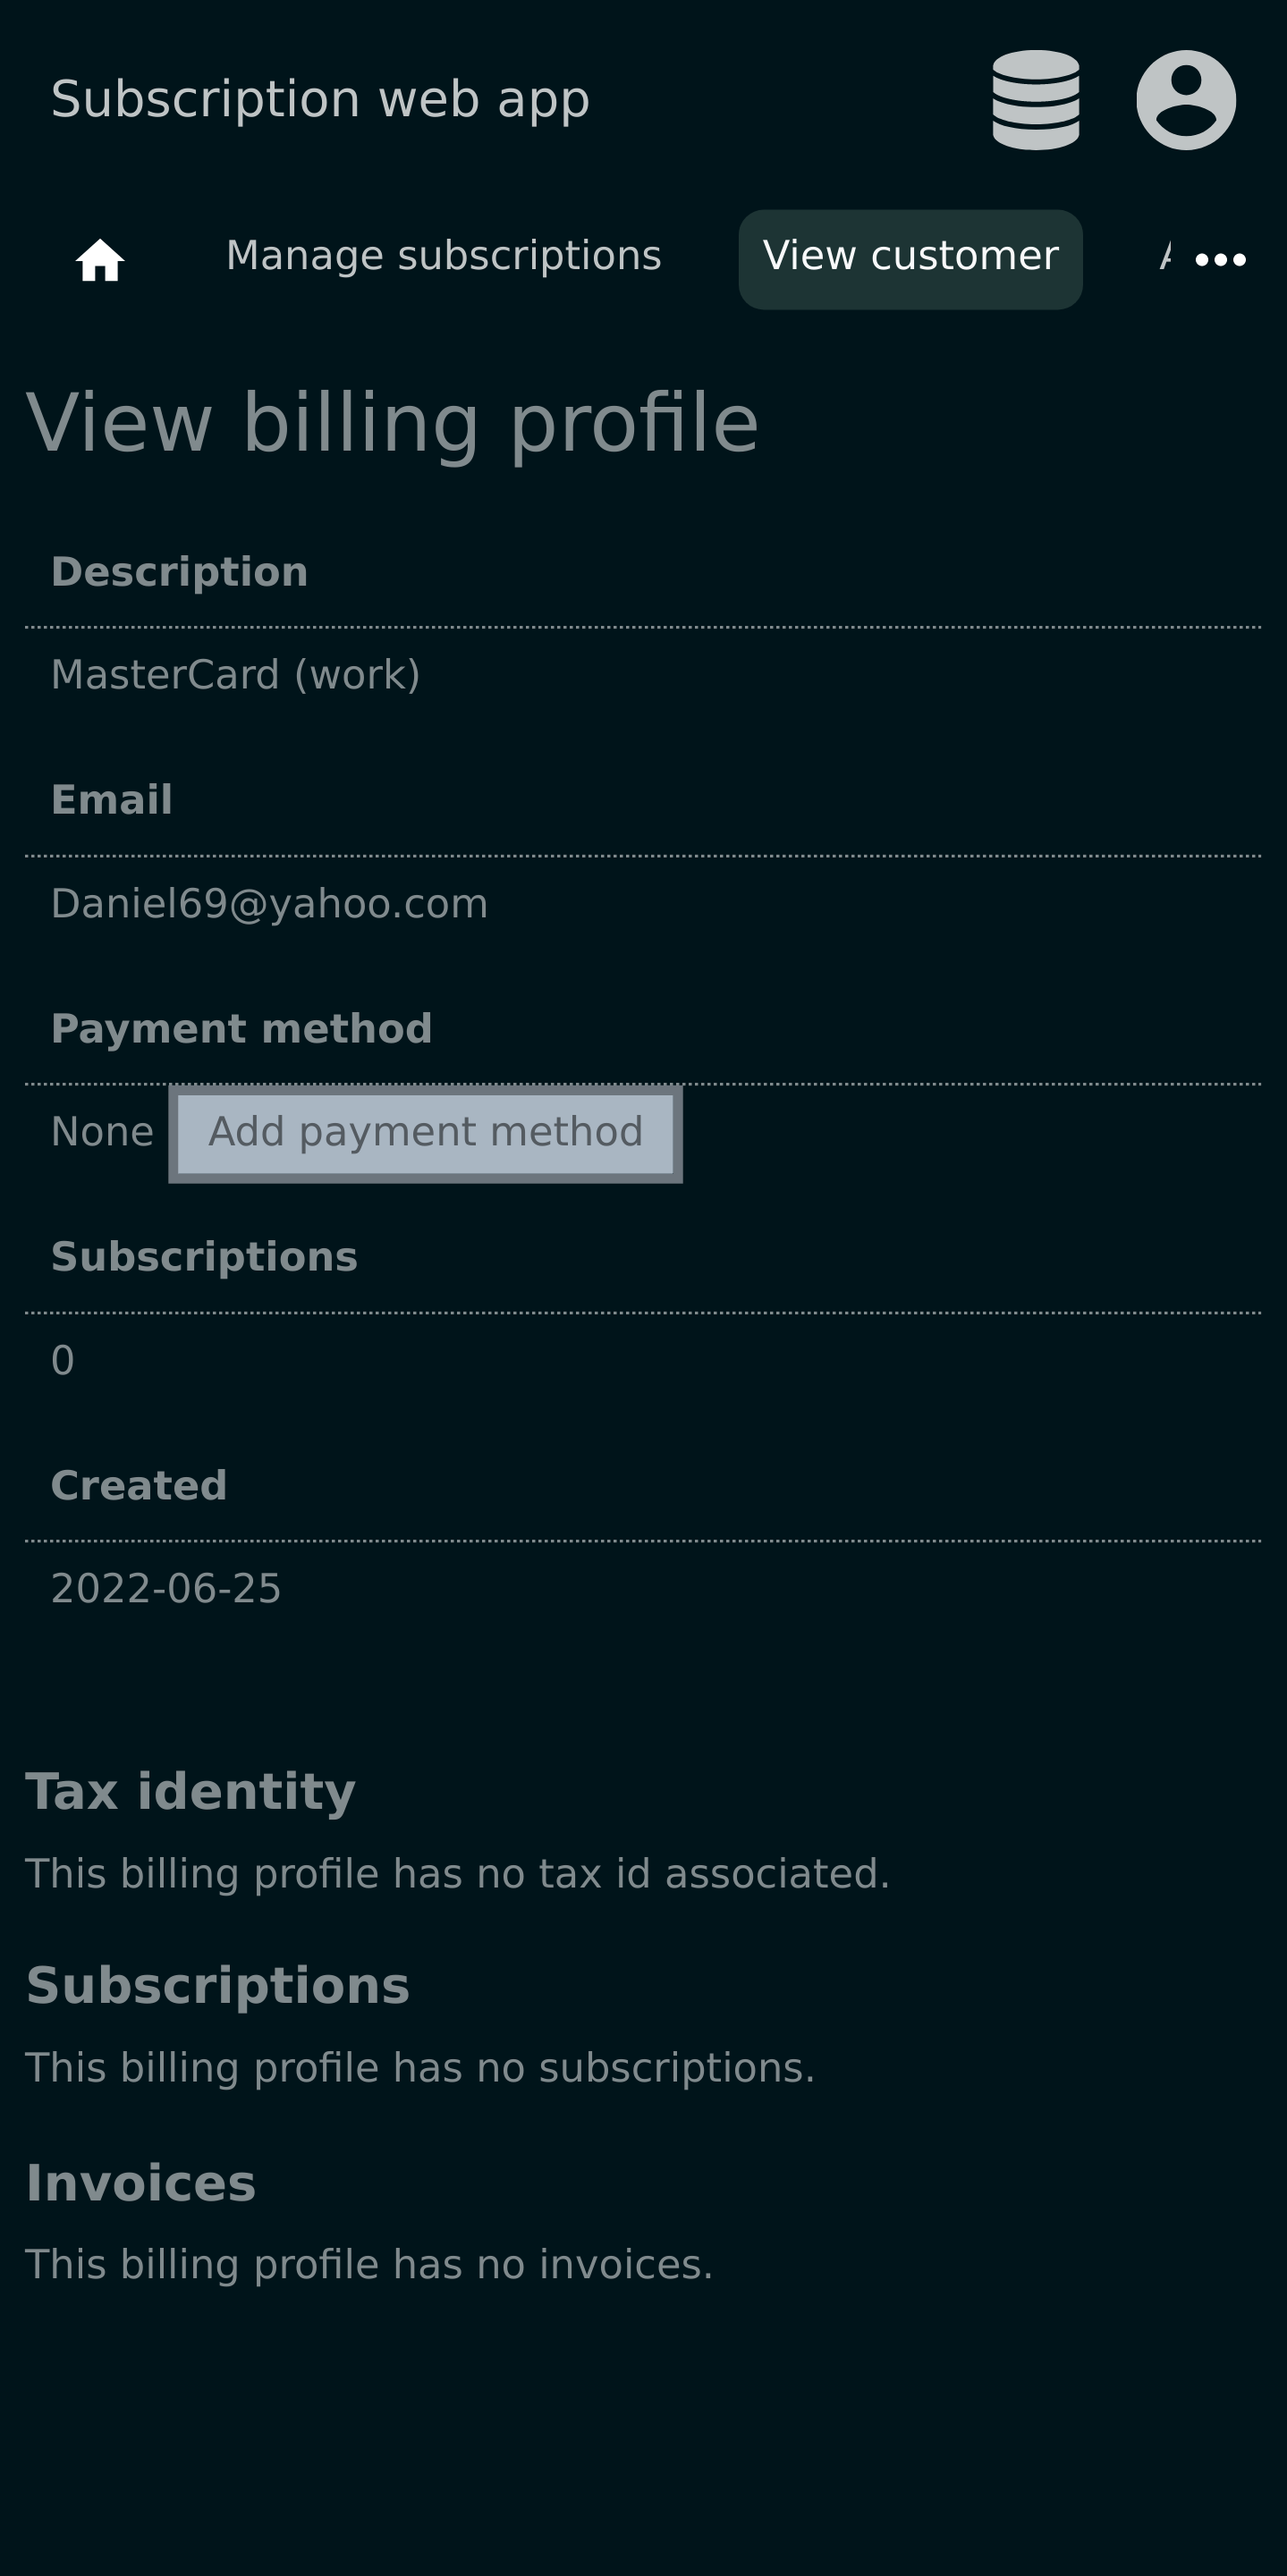 Subscription web app
Manage subscriptions View customer
View billing profile
Description
MasterCard (work)
Email
Daniel69@yahoo.com
Payment method
None Add payment method
Subscriptions
0
Created
2022-06-25
Tax identity
This billing profile has no tax id associated.
Subscriptions
This billing profile has no subscriptions.
Invoices
This billing profile has no invoices.